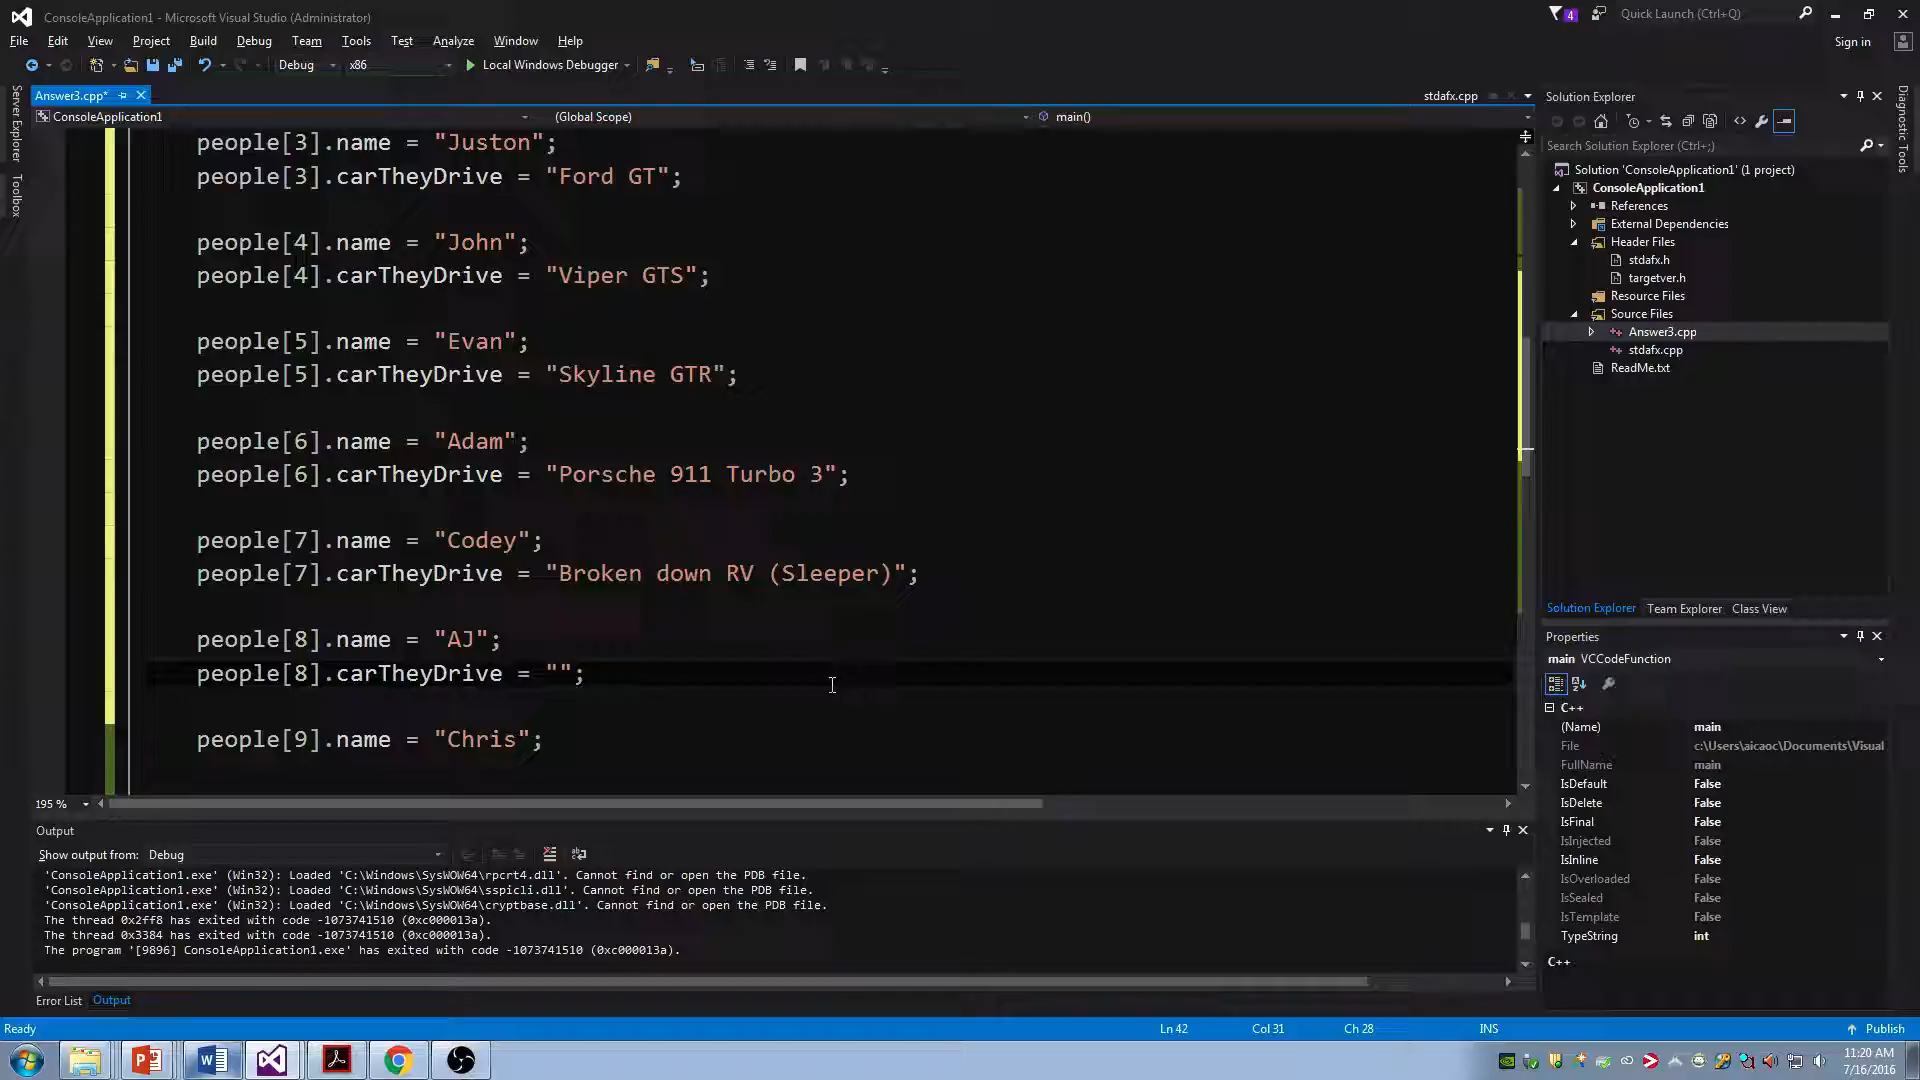 ConsoleApplication1 - Microsoft Visual Studio (Administrator)
4
Quick Launch (Ctrl+Q)
File Edit View Project Build Debug Team Tools Test Analyze Window Help
Sign in
Debug x86 Local Windows Debugger
Answer3.cpp*
stdafx.cpp
ConsoleApplication1 (Global Scope) main()
Server Explorer
Toolbox
people[3].name = "Juston";
people[3].carTheyDrive = "Ford GT";
people[4].name = "John";
people[4].carTheyDrive = "Viper GTS";
people[5].name = "Evan";
people[5].carTheyDrive = "Skyline GTR";
people[6].name = "Adam";
people[6].carTheyDrive = "Porsche 911 Turbo 3";
people[7].name = "Codey";
people[7].carTheyDrive = "Broken down RV (Sleeper)";
people[8].name = "AJ";
people[8].carTheyDrive = "";
people[9].name = "Chris";
195 %
Output
Show output from: Debug
'ConsoleApplication1.exe' (Win32): Loaded 'C:\Windows\SysWOW64\rpcrt4.dll'. Cannot find or open the PDB file.
'ConsoleApplication1.exe' (Win32): Loaded 'C:\Windows\SysWOW64\sspicli.dll'. Cannot find or open the PDB file.
'ConsoleApplication1.exe' (Win32): Loaded 'C:\Windows\SysWOW64\cryptbase.dll'. Cannot find or open the PDB file.
The thread 0x2ff8 has exited with code -1073741510 (0xc000013a).
The thread 0x3384 has exited with code -1073741510 (0xc000013a).
The program '[9896] ConsoleApplication1.exe' has exited with code -1073741510 (0xc000013a).
Error List Output
Solution Explorer
Search Solution Explorer (Ctrl+;)
Solution 'ConsoleApplication1' (1 project)
ConsoleApplication1
References
External Dependencies
Header Files
stdafx.h
targetver.h
Resource Files
Source Files
Answer3.cpp
stdafx.cpp
ReadMe.txt
Solution Explorer Team Explorer Class View
Properties
main VCCodeFunction
C++
(Name) main
File c:\Users\aicaoc\Documents\Visual
FullName main
IsDefault False
IsDelete False
IsFinal False
IsInjected False
IsInline False
IsOverloaded False
IsSealed False
IsTemplate False
TypeString int
C++
Diagnostic Tools
Ready Ln 42 Col 31 Ch 28 INS Publish
11:20 AM
7/16/2016